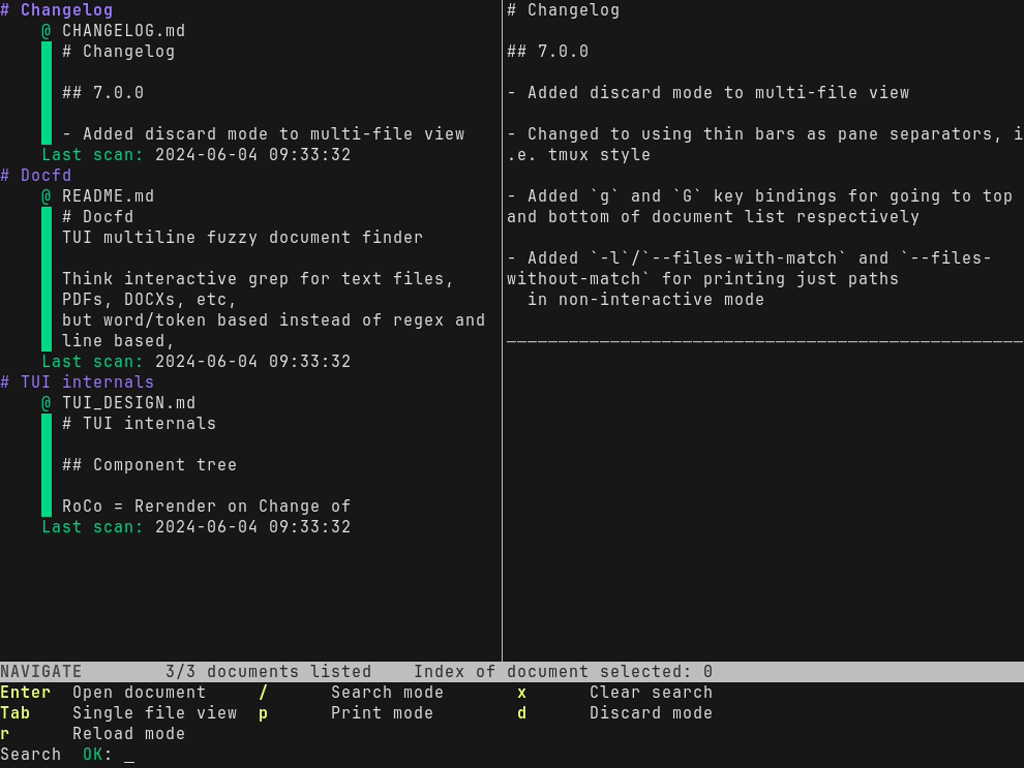 # Changelog
@ CHANGELOG.md
# Changelog
## 7.0.0
- Added discard mode to multi-file view
Last scan: 2024-06-04 09:33:32
# Docfd
@ README.md
# Docfd
TUI multiline fuzzy document finder
Think interactive grep for text files,
PDFs, DOCXs, etc,
but word/token based instead of regex and
line based,
Last scan: 2024-06-04 09:33:32
# TUI internals
@ TUI_DESIGN.md
# TUI internals
## Component tree
RoCo = Rerender on Change of
Last scan: 2024-06-04 09:33:32
# Changelog
## 7.0.0
- Added discard mode to multi-file view
- Changed to using thin bars as pane separators, i
.e. tmux style
- Added `g` and `G` key bindings for going to top
and bottom of document list respectively
- Added `-l`/`--files-with-match` and `--files-
without-match` for printing just paths
in non-interactive mode
NAVIGATE 3/3 documents listed Index of document selected: 0
Enter Open document / Search mode x Clear search
Tab Single file view p Print mode d Discard mode
r Reload mode
Search OK: _